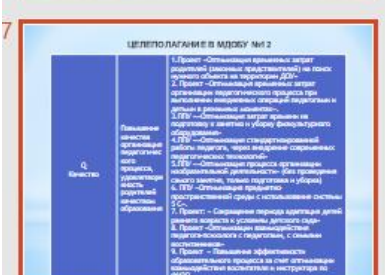 7
ЦЕЛЕПОЛАГАНИЕ В МДОБУ №12
Q
Качество
Повышение
качества
организации
педагогичес
кого
процесса,
удовлетворе
нность
родителей
качеством
образования
1.Проект «Оптимизация временных затрат
родителей (законных представителей) на поиск
нужного объекта на территории ДОУ»
2. Проект «Оптимизация временных затрат
организации педагогического процесса при
выполнении ежедневных операций педагогами и
детьми в режимных моментах».
3.ППУ –«Оптимизация затрат времени на
подготовку к занятию и уборку физкультурного
оборудования»
4.ППУ –«Оптимизация стандартизированной
работы педагога, через внедрение современных
педагогических технологий»
5.ППУ –«Оптимизация процесса организации
изобразительной деятельности» (без проведения
самого занятия, только подготовка и уборка)
6. ППУ «Оптимизация предметно
пространственной среды с использованием системы
5 С».
7. Проект: « Сокращение периода адаптации детей
раннего возраста к условиям детского сада»
8. Проект «Оптимизация взаимодействия
педагога-психолога с педагогами, с семьями
воспитанников»
9. Проект – Повышение эффективности
образовательного процесса за счет оптимизации
взаимодействия воспитателя и инструктора по